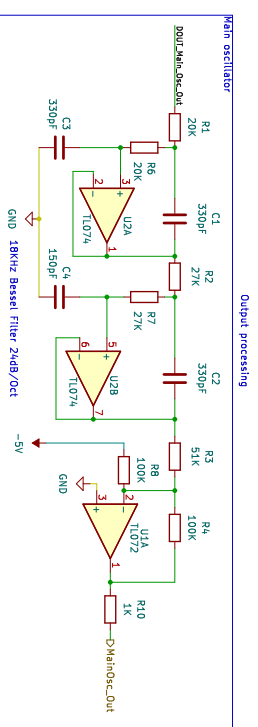 Main oscillator
Output processing
DOUT_Main_Osc_Out
R1
20K
C1
330pF
R2
27K
C2
330pF
R3
51K
R4
100K
C3
330pF
R6
20K
3
2
1
U2A
TL074
C4
150pF
R7
27K
5
6
7
U2B
TL074
R8
100K
-5V
GND
2
3
1
U1A
TL072
R10
1K
MainOsc_Out
GND
18KHz Bessel Filter 24dB/Oct
+
-
+
-
-
+